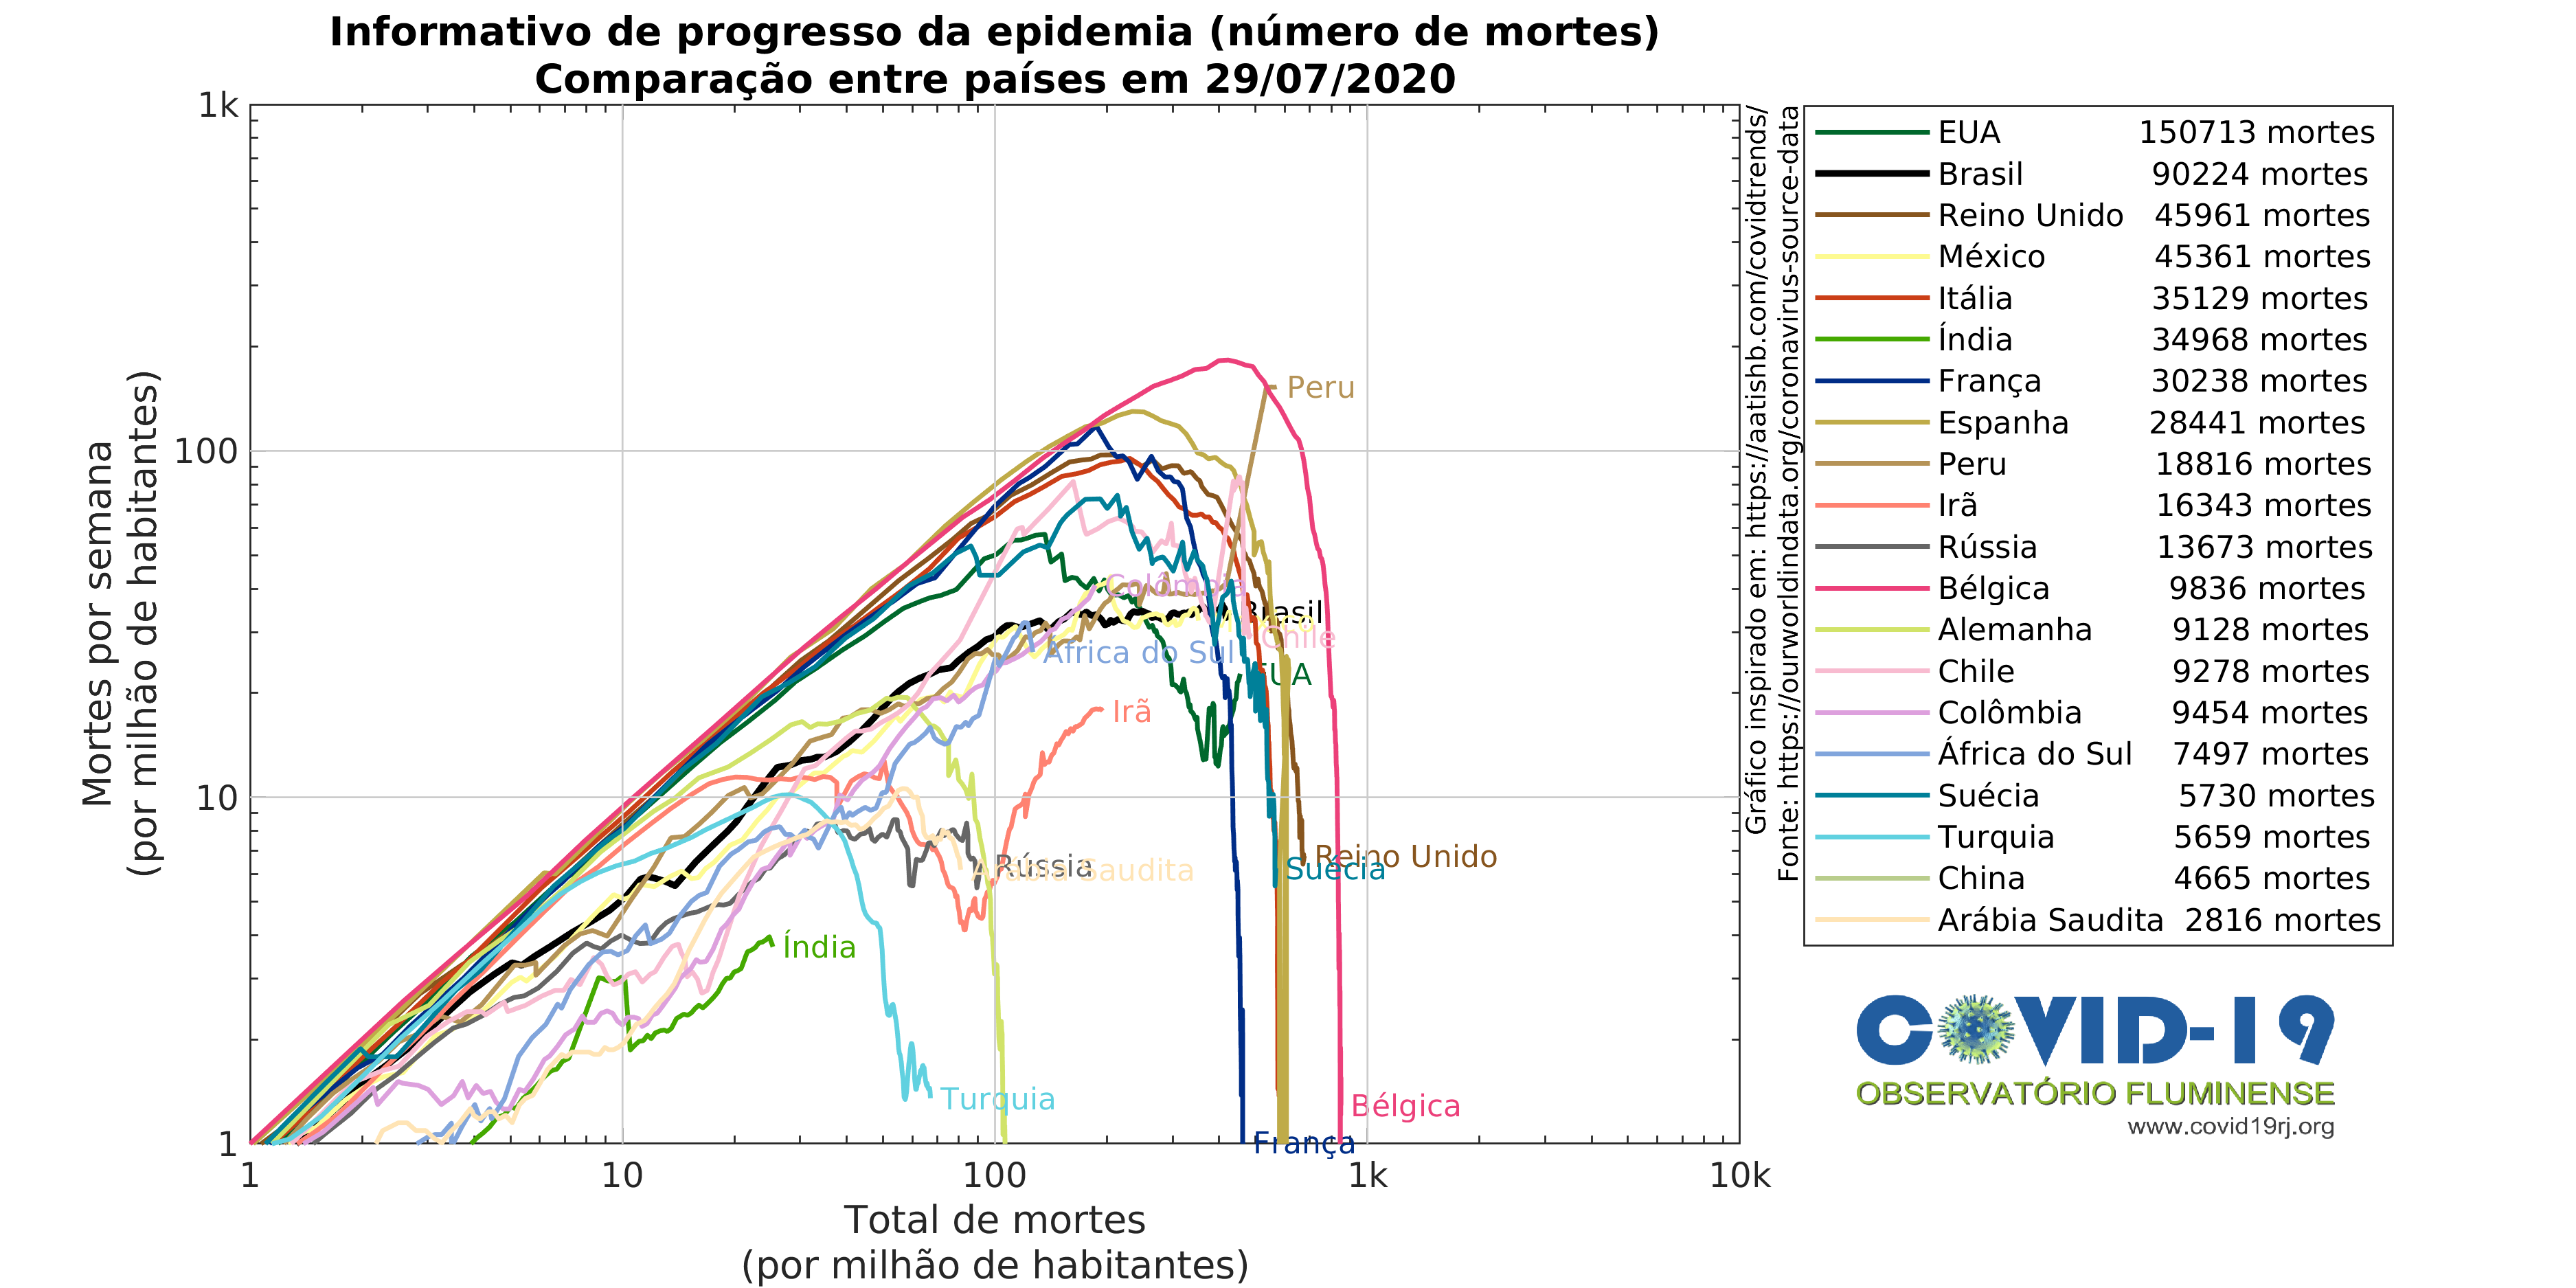 Informativo de progresso da epidemia (número de mortes)
Comparação entre países em 29/07/2020
1k
100
10
1
Mortes por semana
(por milhão de habitantes)
1
10
100
1k
10k
Total de mortes
(por milhão de habitantes)
Peru
Colômbia
Brasil
Chile
África do Sul
EUA
Irã
Reino Unido
Rússia
Arábia Saudita
Suécia
Índia
Turquia
Bélgica
França
Gráfico inspirado em: https://aatishb.com/covidtrends/
Fonte: https://ourworldindata.org/coronavirus-source-data
EUA 150713 mortes
Brasil 90224 mortes
Reino Unido 45961 mortes
México 45361 mortes
Itália 35129 mortes
Índia 34968 mortes
França 30238 mortes
Espanha 28441 mortes
Peru 18816 mortes
Irã 16343 mortes
Rússia 13673 mortes
Bélgica 9836 mortes
Alemanha 9128 mortes
Chile 9278 mortes
Colômbia 9454 mortes
África do Sul 7497 mortes
Suécia 5730 mortes
Turquia 5659 mortes
China 4665 mortes
Arábia Saudita 2816 mortes
COVID-19
OBSERVATÓRIO FLUMINENSE
www.covid19rj.org